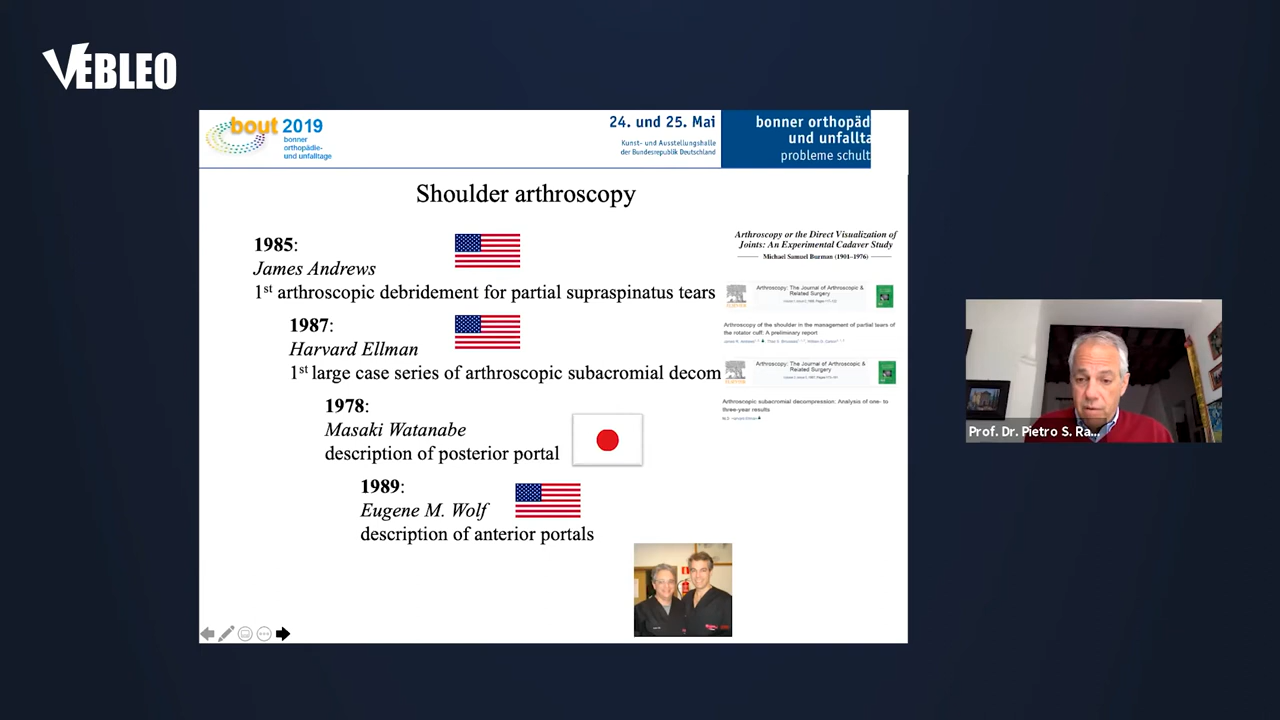 VEBLEO
bout 2019
bonner
orthopädie-
und unfalltage
24. und 25. Mai
Kunst- und Ausstellungshalle
der Bundesrepublik Deutschland
bonner orthopäd
und unfallta
probleme schult
Shoulder arthroscopy
1985:
James Andrews
1st arthroscopic debridement for partial supraspinatus tears
1987:
Harvard Ellman
1st large case series of arthroscopic subacromial decom
1978:
Masaki Watanabe
description of posterior portal
1989:
Eugene M. Wolf
description of anterior portals
Arthroscopy or the Direct Visualization of
Joints: An Experimental Cadaver Study
Michael Samuel Burman (1901–1976)
Arthroscopy: The Journal of Arthroscopic &
Related Surgery
Arthroscopy of the shoulder in the management of partial tears of
the rotator cuff: A preliminary report
Arthroscopy: The Journal of Arthroscopic &
Related Surgery
Arthroscopic subacromial decompression: Analysis of one- to
three-year results
Prof. Dr. Pietro S. Ra...